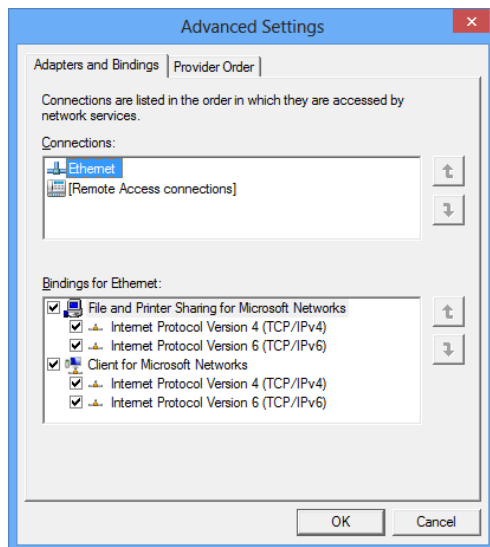 Advanced Settings
Adapters and Bindings
Provider Order
Connections are listed in the order in which they are accessed by
network services.
Connections:
Ethernet
[Remote Access connections]
Bindings for Ethernet:
File and Printer Sharing for Microsoft Networks
Internet Protocol Version 4 (TCP/IPv4)
Internet Protocol Version 6 (TCP/IPv6)
Client for Microsoft Networks
Internet Protocol Version 4 (TCP/IPv4)
Internet Protocol Version 6 (TCP/IPv6)
OK
Cancel